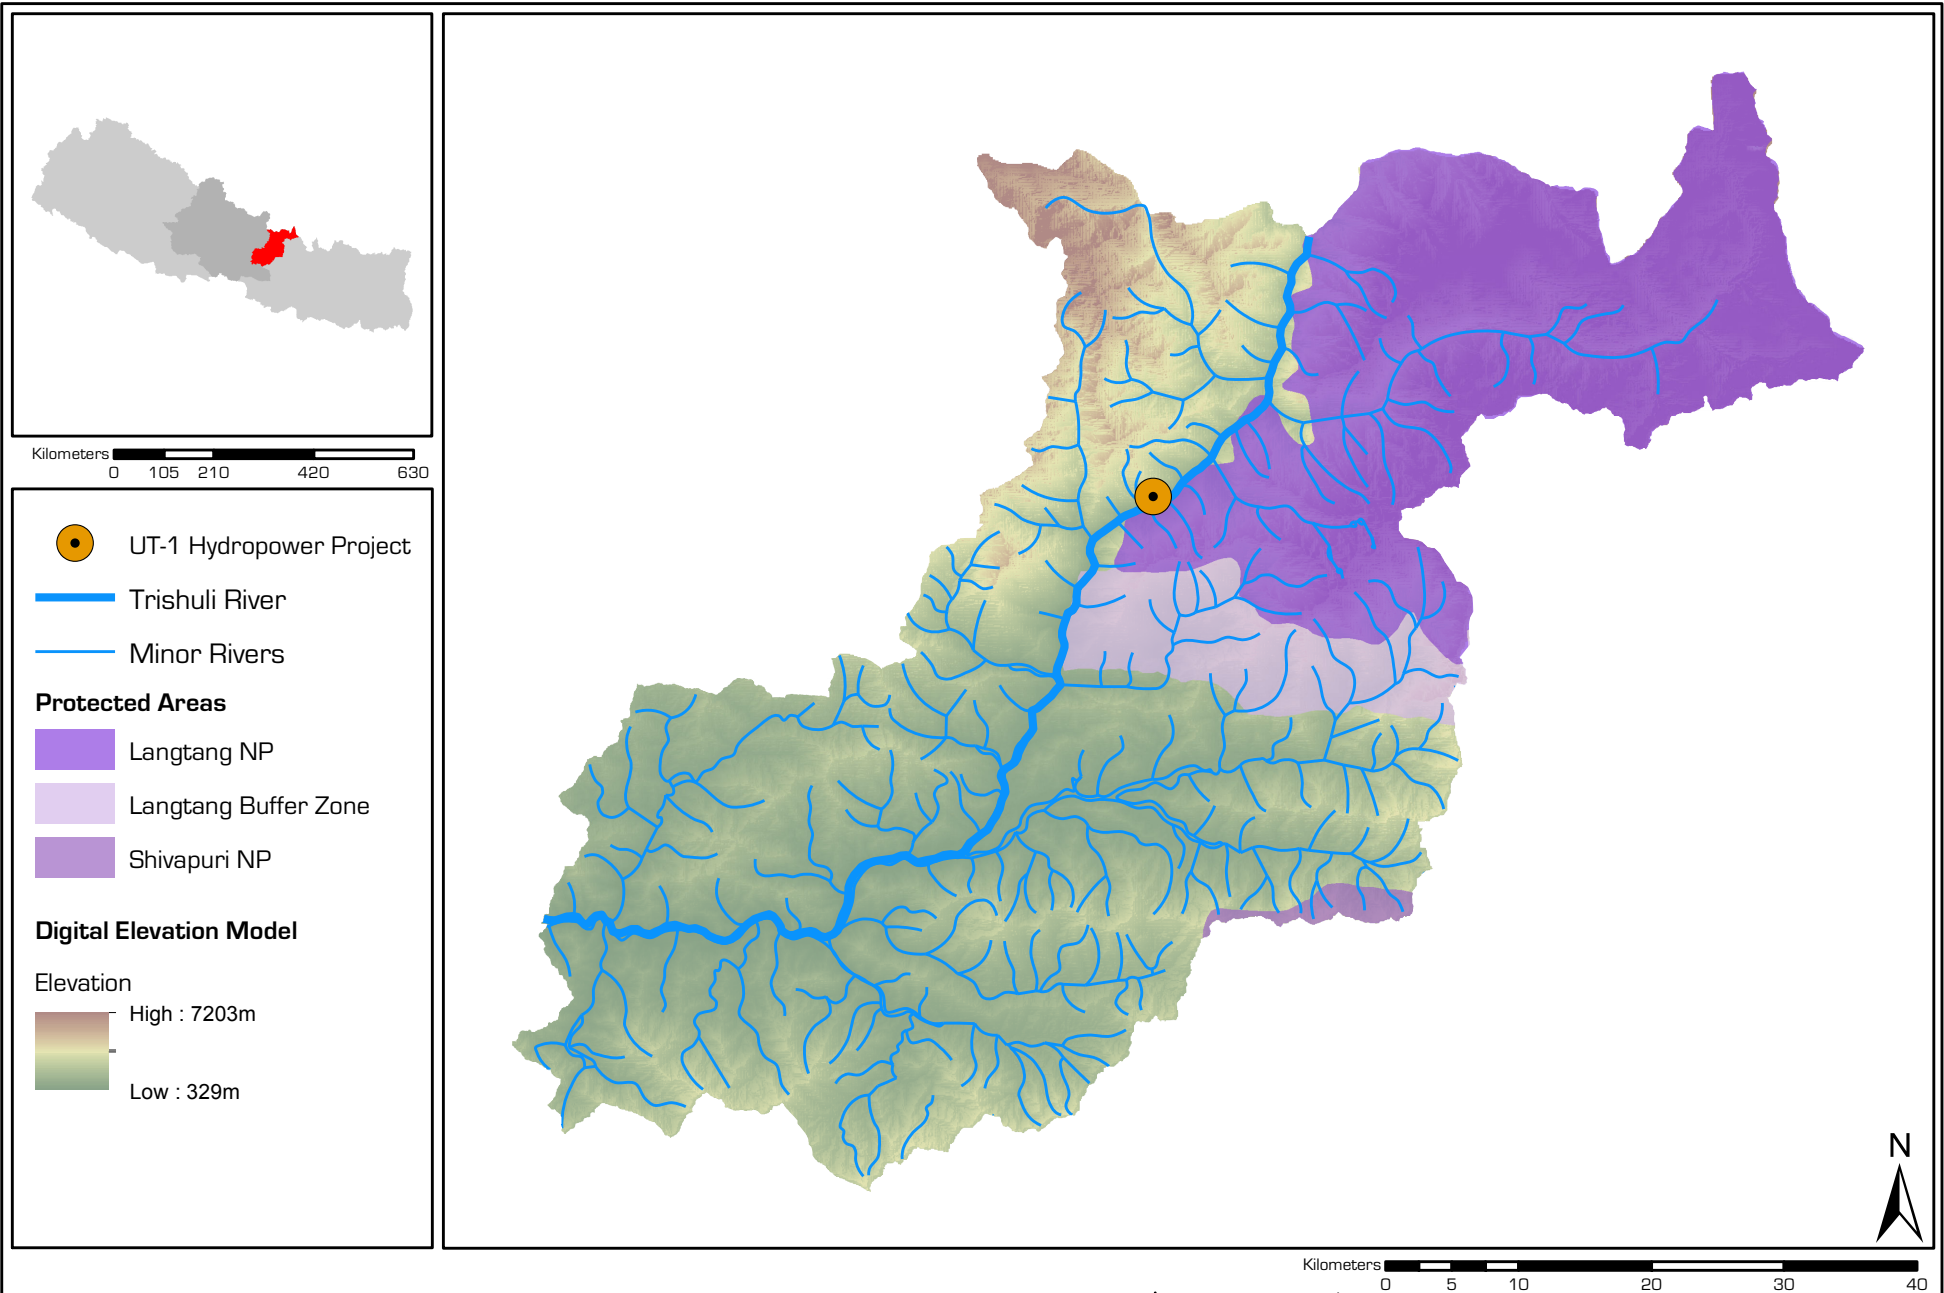 Kilometers
0 105 210 420 630
UT-1 Hydropower Project
Trishuli River
Minor Rivers
Protected Areas
Langtang NP
Langtang Buffer Zone
Shivapuri NP
Digital Elevation Model
Elevation
High : 7203m
Low : 329m
N
Kilometers
0 5 10 20 30 40